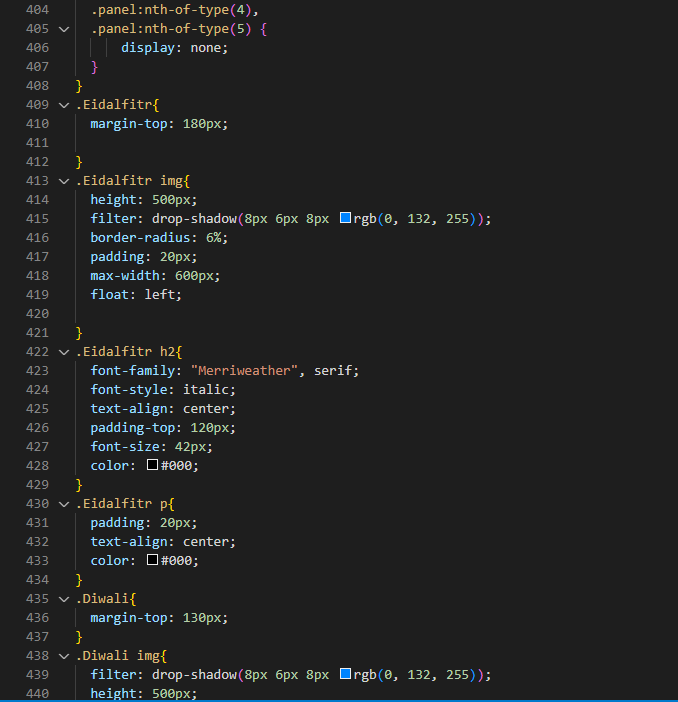 404 .panel:nth-of-type(4),
405 .panel:nth-of-type(5) {
406 display: none;
407 }
408 }
409 .Eidalfitr{
410 margin-top: 180px;
411
412 }
413 .Eidalfitr img{
414 height: 500px;
415 filter: drop-shadow(8px 6px 8px rgb(0, 132, 255));
416 border-radius: 6%;
417 padding: 20px;
418 max-width: 600px;
419 float: left;
420
421 }
422 .Eidalfitr h2{
423 font-family: "Merriweather", serif;
424 font-style: italic;
425 text-align: center;
426 padding-top: 120px;
427 font-size: 42px;
428 color: #000;
429 }
430 .Eidalfitr p{
431 padding: 20px;
432 text-align: center;
433 color: #000;
434 }
435 .Diwali{
436 margin-top: 130px;
437 }
438 .Diwali img{
439 filter: drop-shadow(8px 6px 8px rgb(0, 132, 255));
440 height: 500px;